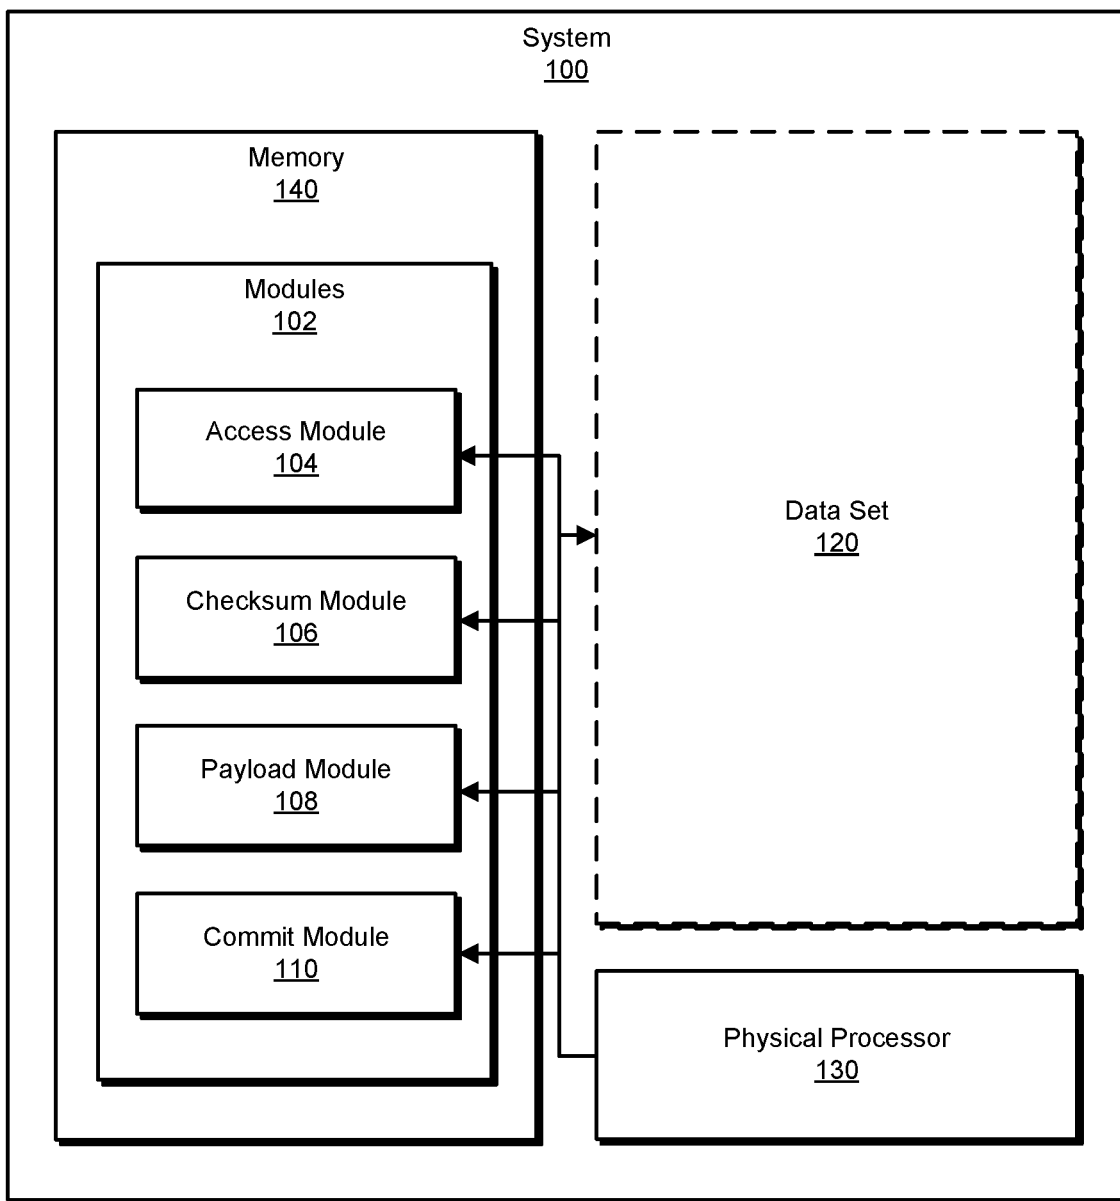 System
100
Memory
140
Modules
102
Access Module
104
Checksum Module
106
Payload Module
108
Commit Module
110
Data Set
120
Physical Processor
130